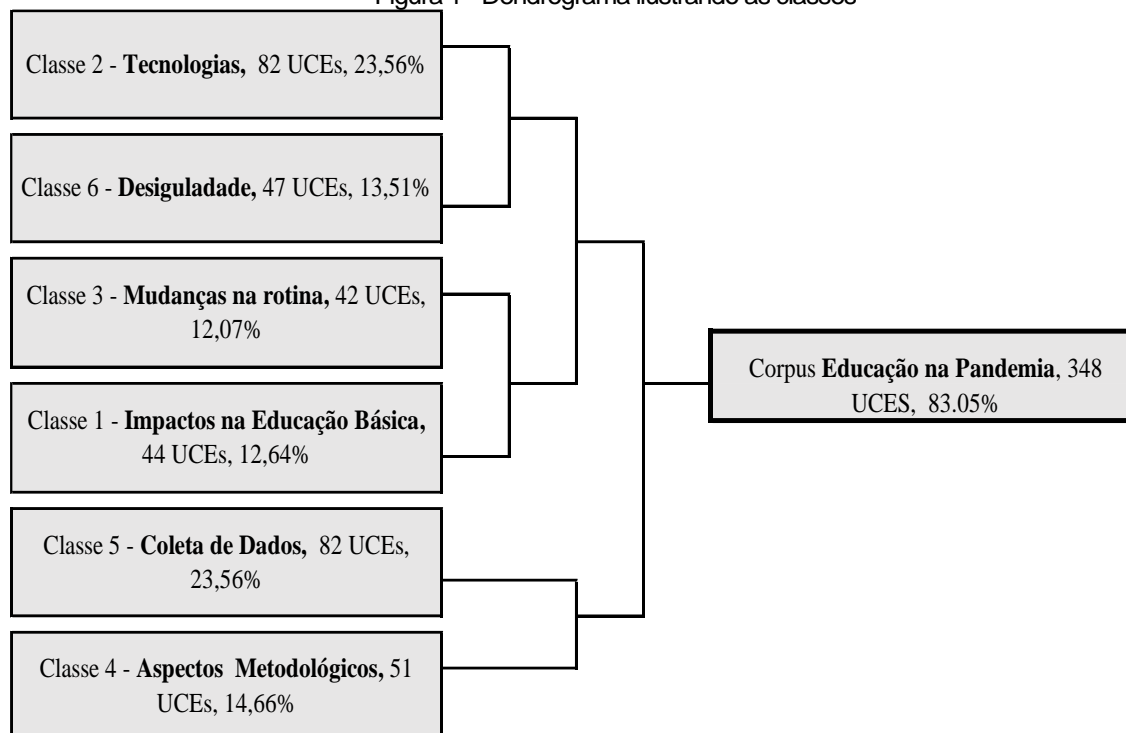 Figura 1 - Dendrograma ilustrando as classes
Classe 2 - Tecnologias, 82 UCEs, 23,56%
Classe 6 - Desiguladade, 47 UCEs, 13,51%
Classe 3 - Mudanças na rotina, 42 UCEs,
12,07%
Classe 1 - Impactos na Educação Básica,
44 UCEs, 12,64%
Classe 5 - Coleta de Dados, 82 UCEs,
23,56%
Classe 4 - Aspectos Metodológicos, 51
UCEs, 14,66%
Corpus Educação na Pandemia, 348
UCES, 83.05%